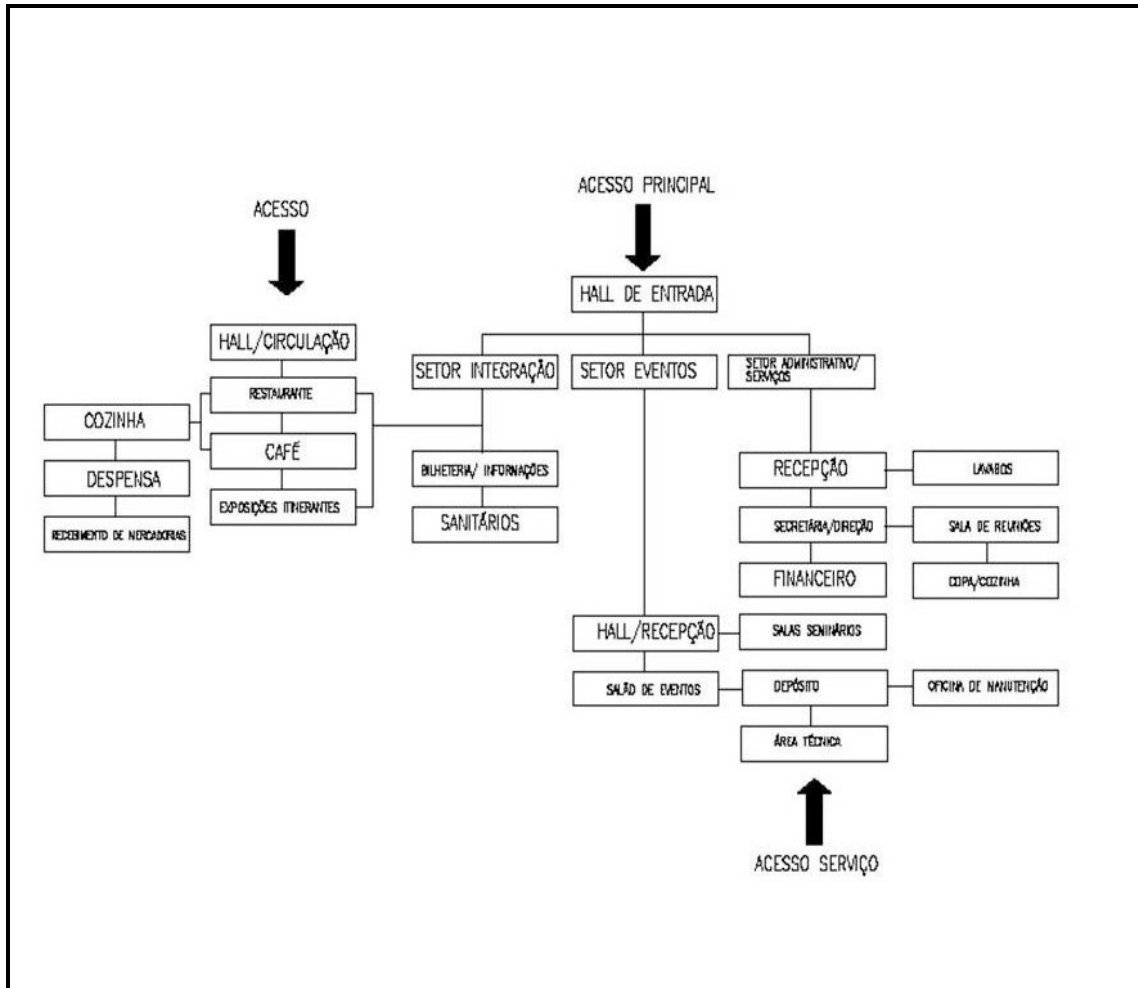 ACESSO PRINCIPAL
ACESSO
HALL DE ENTRADA
HALL/CIRCULAÇÃO
SETOR INTEGRAÇÃO
SETOR EVENTOS
SETOR ADMINISTRATIVO/
SERVIÇOS
RESTAURANTE
COZINHA
CAFÉ
DESPENSA
EXPOSIÇÕES ITINERANTES
RECEBIMENTO DE MERCADORIAS
BILHETERIA/ INFORMAÇÕES
SANITÁRIOS
RECEPÇÃO
LAVABOS
SECRETÁRIA/DIREÇÃO
SALA DE REUNIÕES
FINANCEIRO
COPA/COZINHA
HALL/RECEPÇÃO
SALAS SEMINÁRIOS
SALÃO DE EVENTOS
DEPÓSITO
OFICINA DE MANUTENÇÃO
ÁREA TÉCNICA
ACESSO SERVIÇO